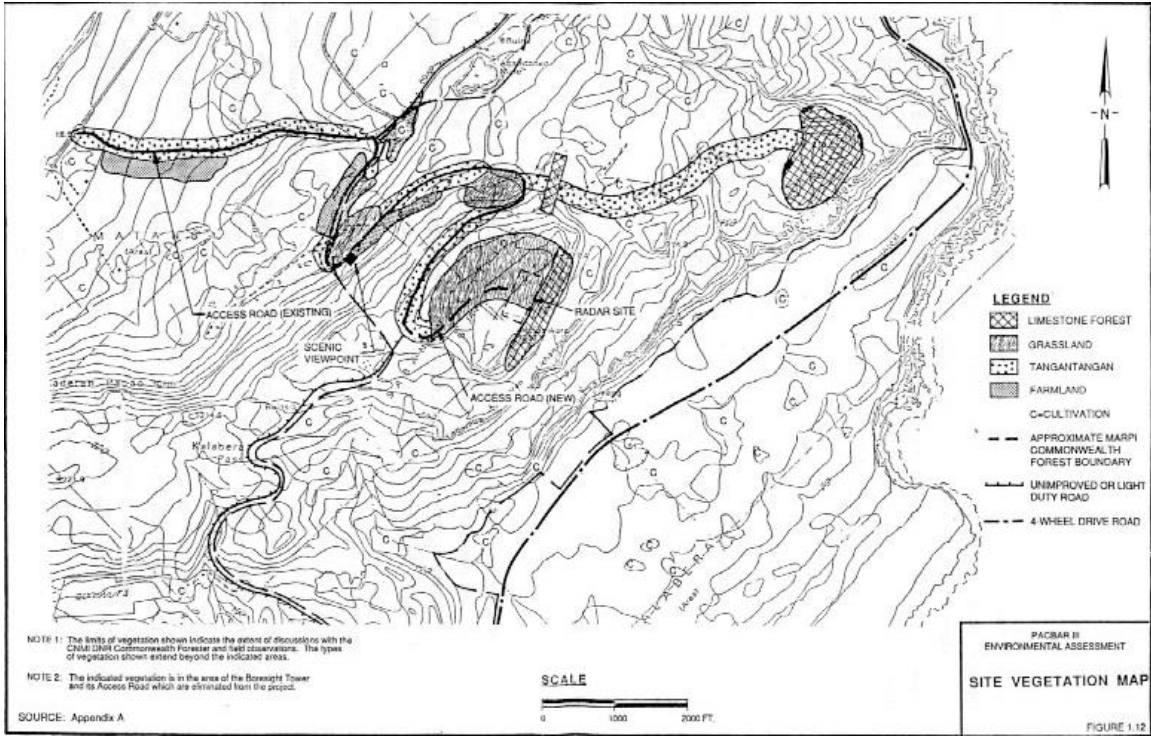 Ruins
N
M A T A N S
(Area)
ACCESS ROAD (EXISTING)
SCENIC
VIEWPOINT
RADAR SITE
ACCESS ROAD (NEW)
Kalabera
Pass
(Area)
LEGEND
LIMESTONE FOREST
GRASSLAND
TANGANTANGAN
FARMLAND
C=CULTIVATION
APPROXIMATE MARPI
COMMONWEALTH
FOREST BOUNDARY
UNIMPROVED OR LIGHT
DUTY ROAD
4-WHEEL DRIVE ROAD
NOTE 1: The limits of vegetation shown indicate the extent of discussions with the
CNMI DNR Commonwealth Forester and field observations. The types
of vegetation shown extend beyond the indicated areas.
NOTE 2: The indicated vegetation is in the area of the Boresight Tower
and its Access Road which are eliminated from the project.
SOURCE: Appendix A
SCALE
0 1000 2000 FT.
PACBAR III
ENVIRONMENTAL ASSESSMENT
SITE VEGETATION MAP
FIGURE 1.12